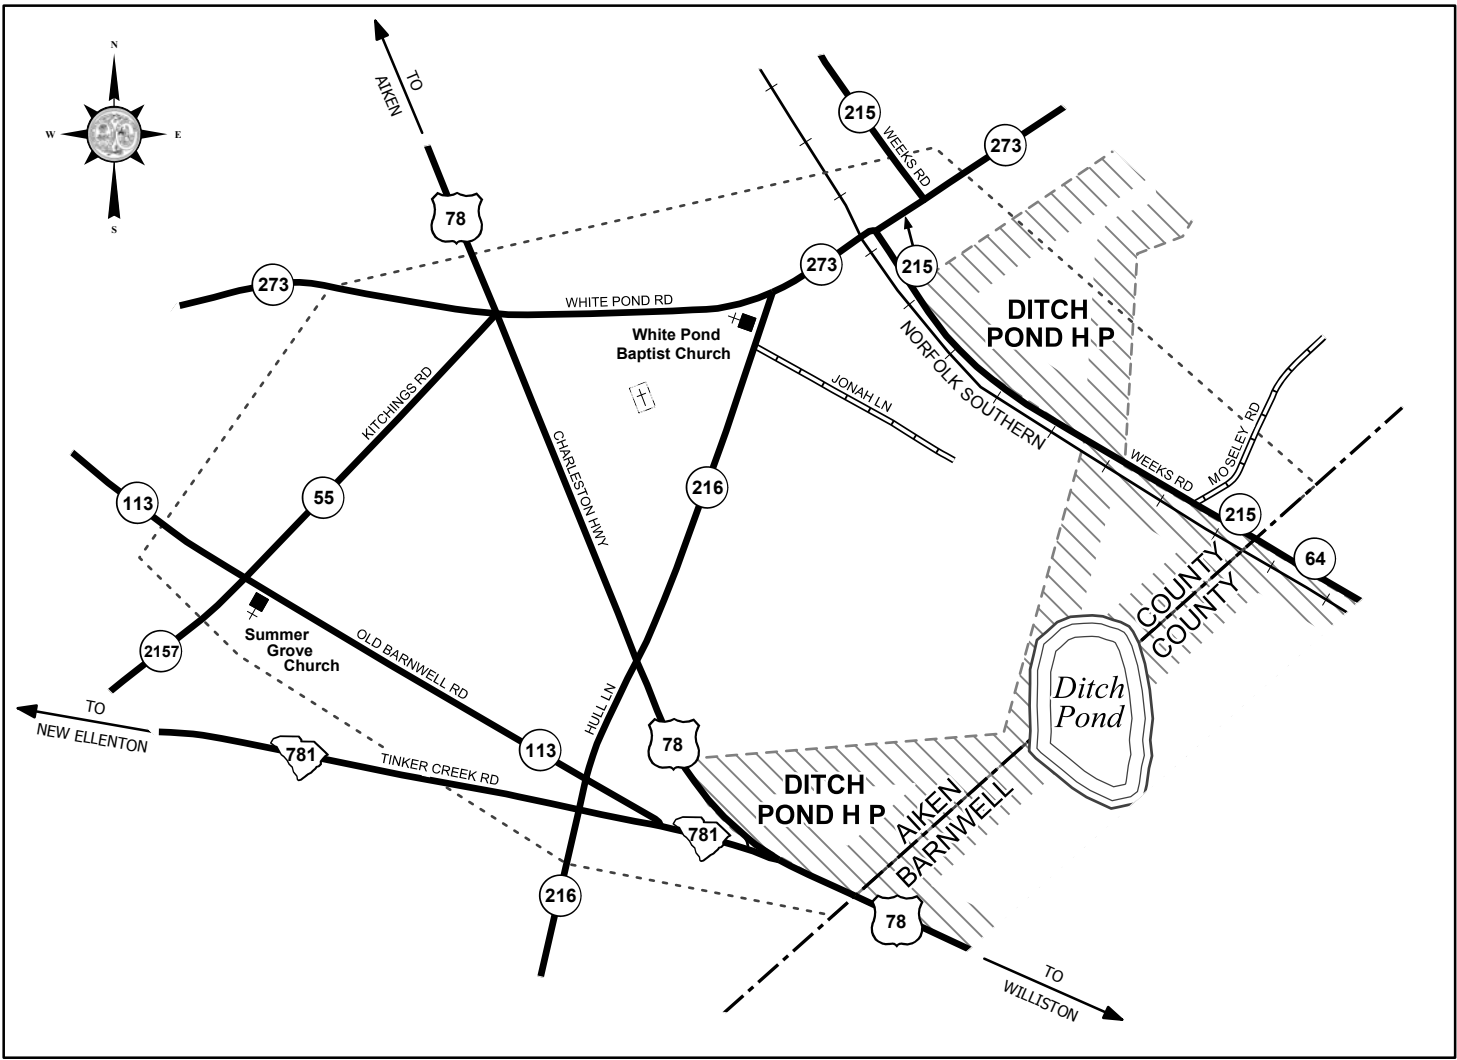 N
W
E
S
TO
AIKEN
78
215
WEEKS RD
273
273
WHITE POND RD
273
215
White Pond
Baptist Church
DITCH
POND H P
NORFOLK SOUTHERN
JONAH LN
KITCHINGS RD
CHARLESTON HWY
MOSELEY RD
WEEKS RD
113
55
216
215
64
COUNTY
COUNTY
Summer
Grove
Church
2157
OLD BARNWELL RD
HULL LN
Ditch
Pond
TO
NEW ELLENTON
781
TINKER CREEK RD
113
78
DITCH
POND H P
AIKEN
BARNWELL
781
216
78
TO
WILLISTON